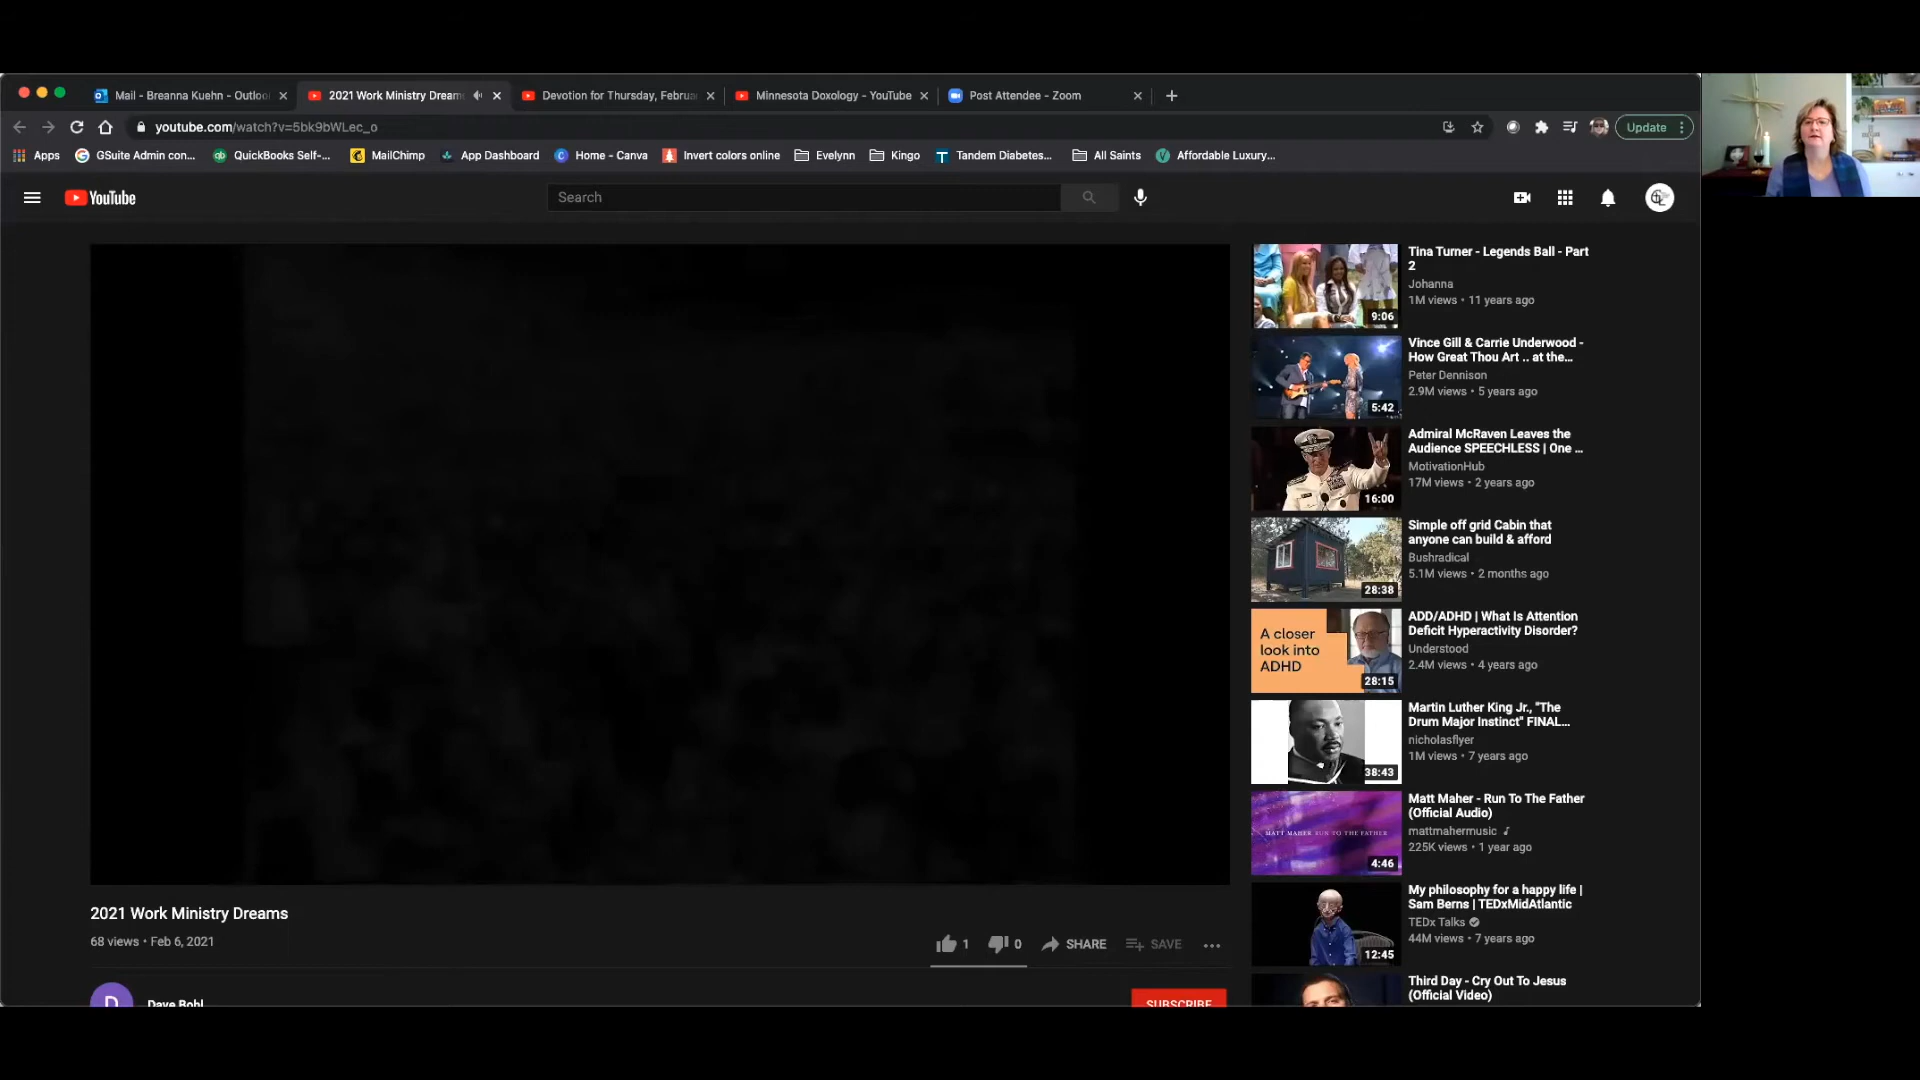 Mail - Breanna Kuehn - Outloo
2021 Work Ministry Dream
Devotion for Thursday, Februa
Minnesota Doxology - YouTube
Post Attendee - Zoom
youtube.com/watch?v=5bk9bWLec_o
Update
Apps
GSuite Admin con...
QuickBooks Self-...
MailChimp
App Dashboard
Home - Canva
Invert colors online
Evelynn
Kingo
Tandem Diabetes...
All Saints
Affordable Luxury...
YouTube
Search
Tina Turner - Legends Ball - Part
2
Johanna
1M views • 11 years ago
9:06
Vince Gill & Carrie Underwood -
How Great Thou Art .. at the...
Peter Dennison
2.9M views • 5 years ago
5:42
Admiral McRaven Leaves the
Audience SPEECHLESS | One ...
MotivationHub
17M views • 2 years ago
16:00
Simple off grid Cabin that
anyone can build & afford
Bushradical
5.1M views • 2 months ago
28:38
A closer
look into
ADHD
28:15
ADD/ADHD | What Is Attention
Deficit Hyperactivity Disorder?
Understood
2.4M views • 4 years ago
Martin Luther King Jr., "The
Drum Major Instinct" FINAL...
nicholasflyer
1M views • 7 years ago
38:43
MATT MAHER RUN TO THE FATHER
4:46
Matt Maher - Run To The Father
(Official Audio)
mattmahermusic
225K views • 1 year ago
My philosophy for a happy life |
Sam Berns | TEDxMidAtlantic
TEDx Talks
44M views • 7 years ago
12:45
Third Day - Cry Out To Jesus
(Official Video)
2021 Work Ministry Dreams
68 views • Feb 6, 2021
1
0
SHARE
SAVE
D
Dave Bohl
SUBSCRIBE